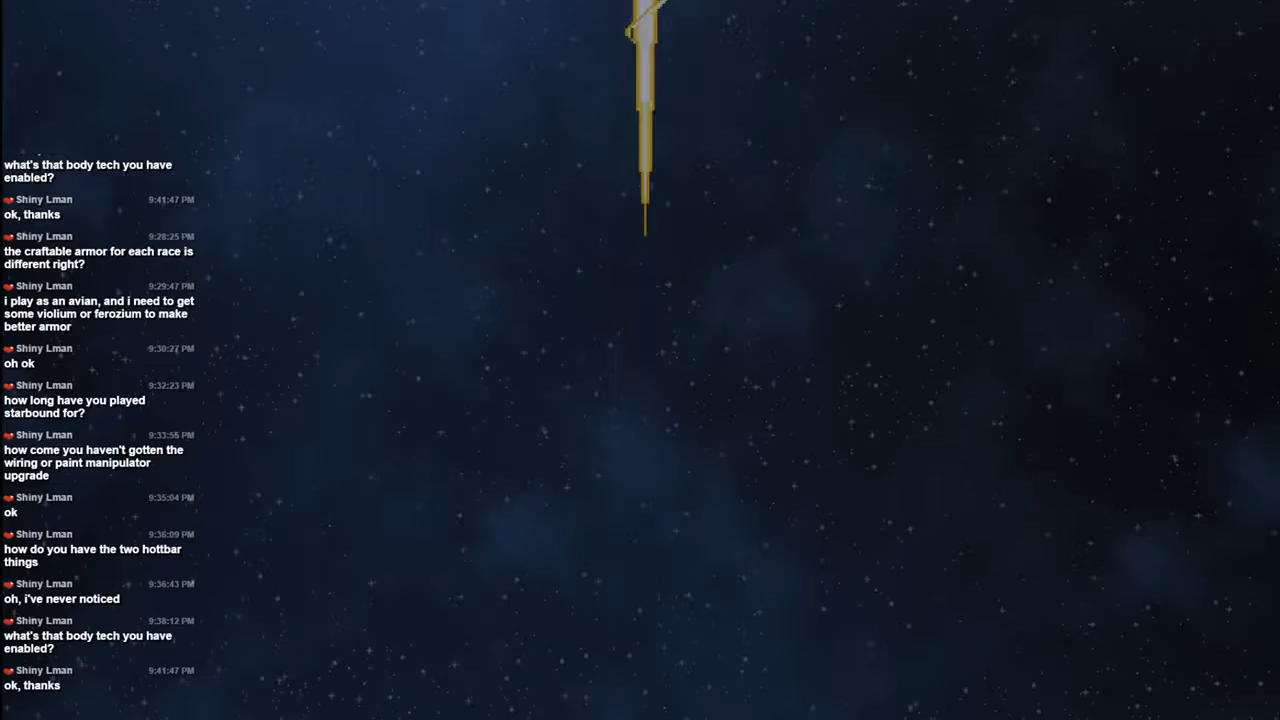 what's that body tech you have
enabled?
Shiny Lman 9:41:47 PM
ok, thanks
Shiny Lman 9:28:25 PM
the craftable armor for each race is
different right?
Shiny Lman 9:29:47 PM
i play as an avian, and i need to get
some violium or ferozium to make
better armor
Shiny Lman 9:30:27 PM
oh ok
Shiny Lman 9:32:23 PM
how long have you played
starbound for?
Shiny Lman 9:33:55 PM
how come you haven't gotten the
wiring or paint manipulator
upgrade
Shiny Lman 9:35:04 PM
ok
Shiny Lman 9:36:09 PM
how do you have the two hottbar
things
Shiny Lman 9:36:43 PM
oh, i've never noticed
Shiny Lman 9:38:12 PM
what's that body tech you have
enabled?
Shiny Lman 9:41:47 PM
ok, thanks